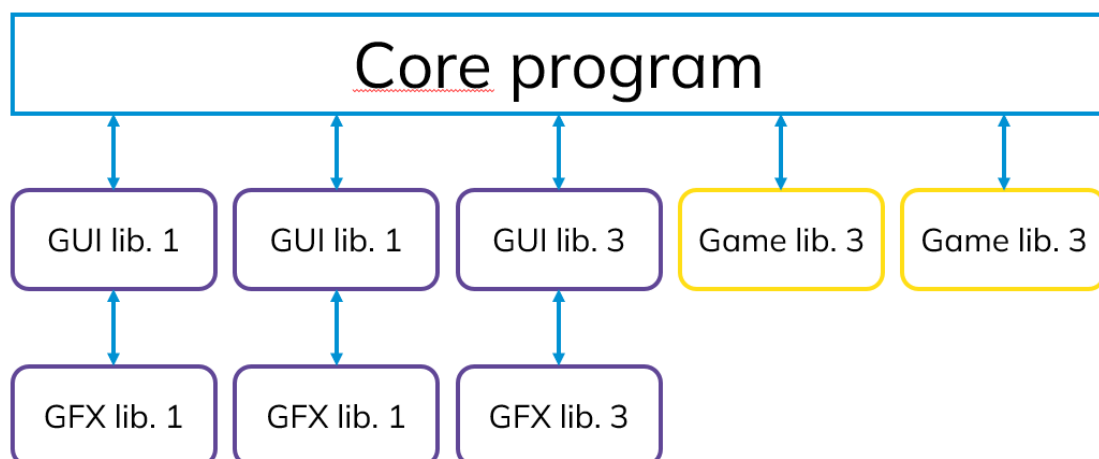 Core program
GUI lib. 1
GUI lib. 1
GUI lib. 3
Game lib. 3
Game lib. 3
GFX lib. 1
GFX lib. 1
GFX lib. 3